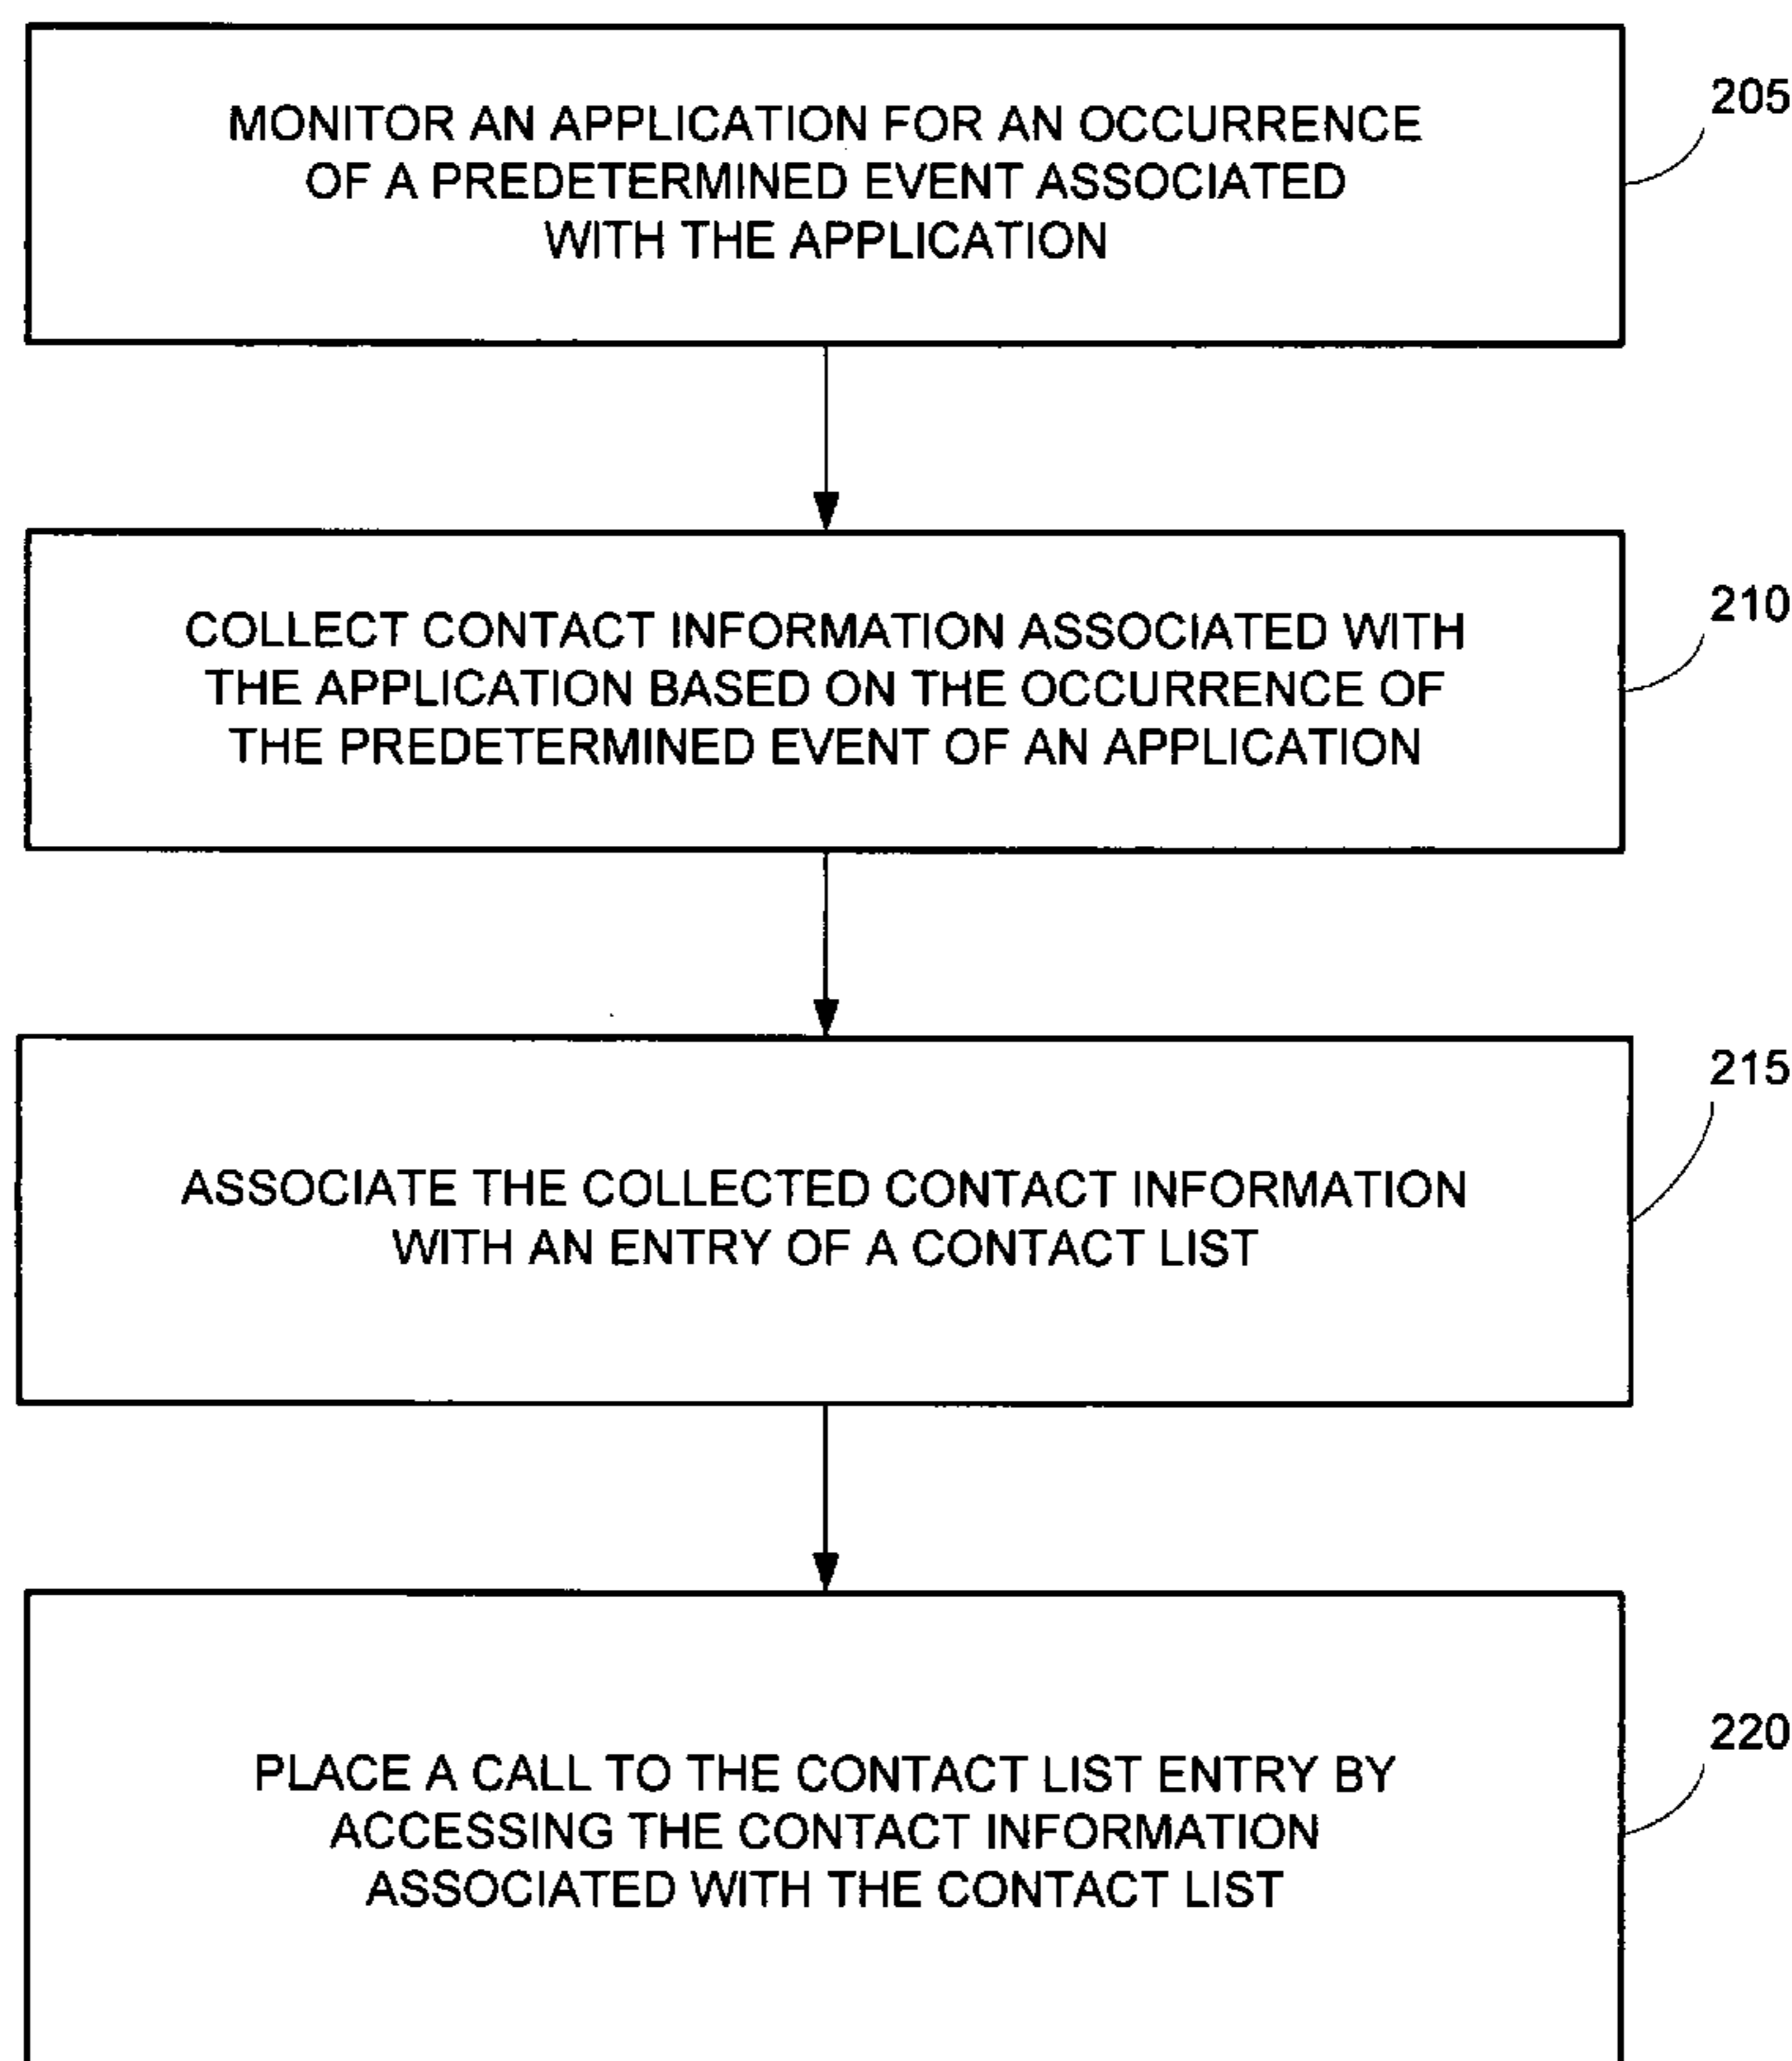 MONITOR AN APPLICATION FOR AN OCCURRENCE
OF A PREDETERMINED EVENT ASSOCIATED
WITH THE APPLICATION
205
COLLECT CONTACT INFORMATION ASSOCIATED WITH
THE APPLICATION BASED ON THE OCCURRENCE OF
THE PREDETERMINED EVENT OF AN APPLICATION
210
ASSOCIATE THE COLLECTED CONTACT INFORMATION
WITH AN ENTRY OF A CONTACT LIST
215
PLACE A CALL TO THE CONTACT LIST ENTRY BY
ACCESSING THE CONTACT INFORMATION
ASSOCIATED WITH THE CONTACT LIST
220